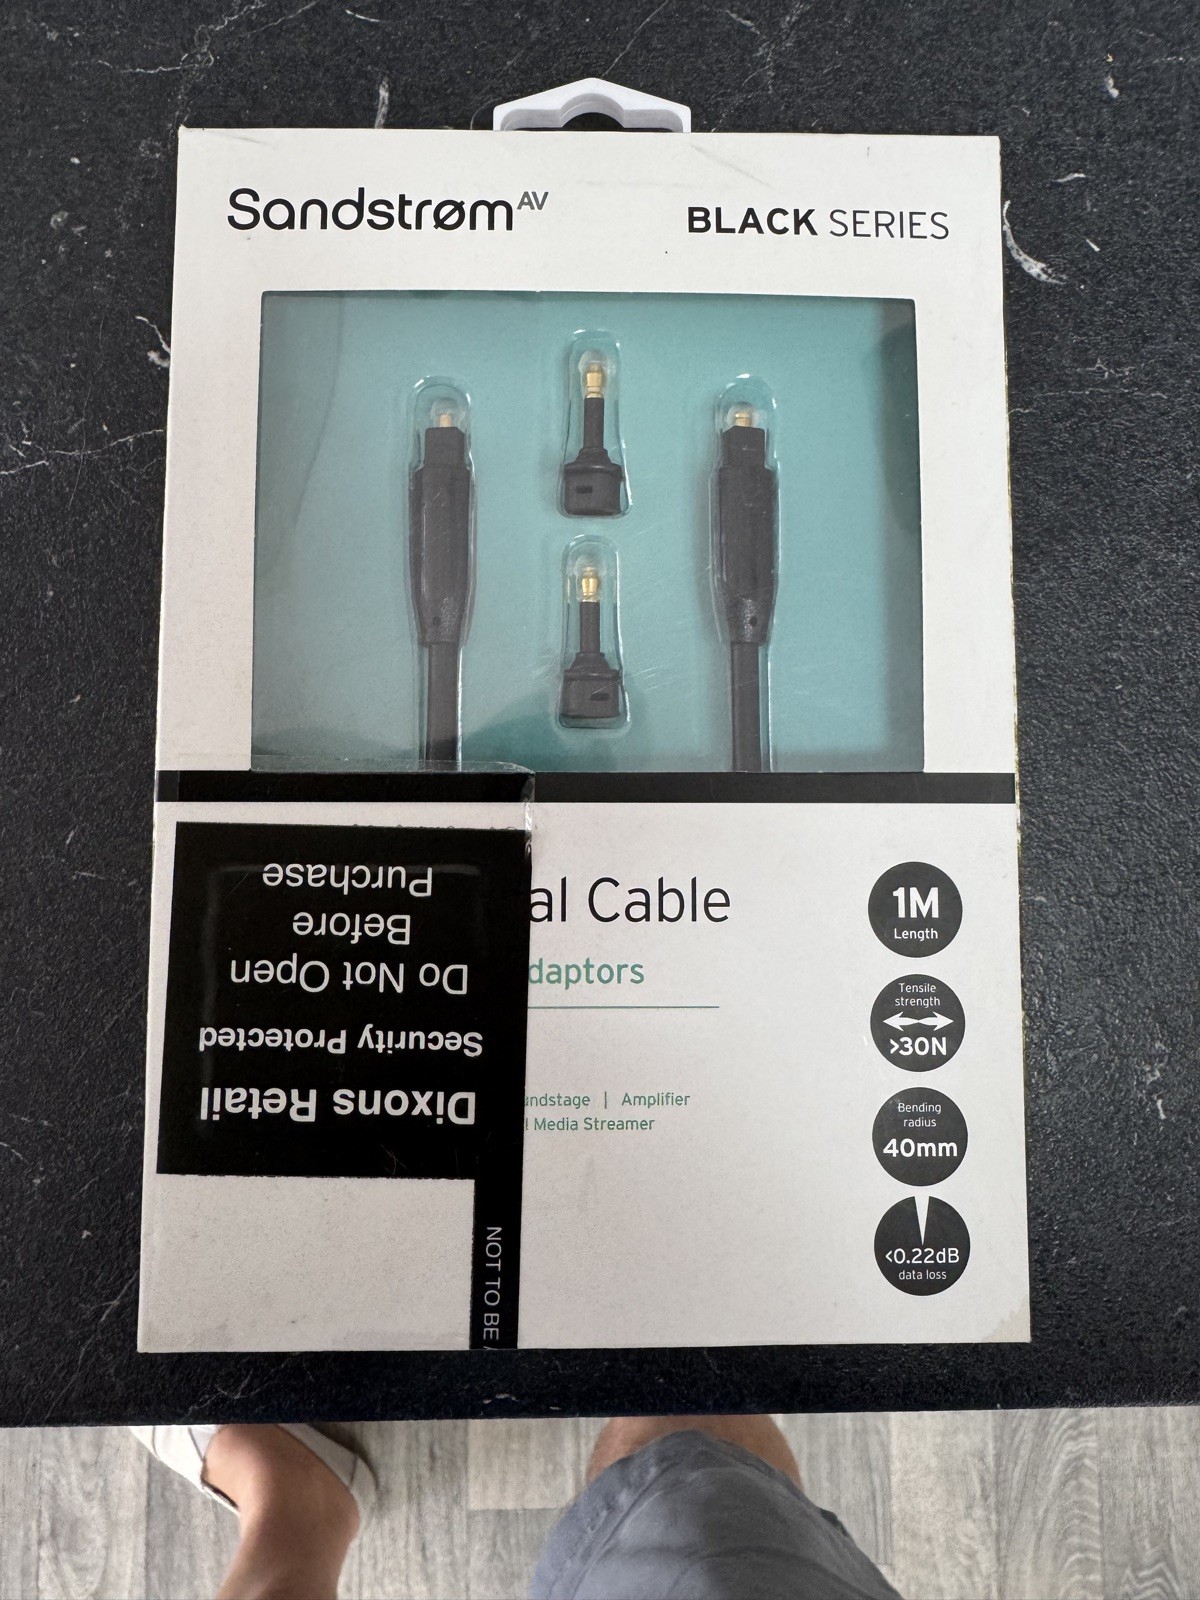 Sandstrøm AV
BLACK SERIES
al Cable
daptors
undstage | Amplifier
Media Streamer
1M
Length
Tensile
strength
>30N
Bending
radius
40mm
<0.22dB
data loss
Dixons Retail
Security Protected
Do Not Open
Before
Purchase
NOT TO BE